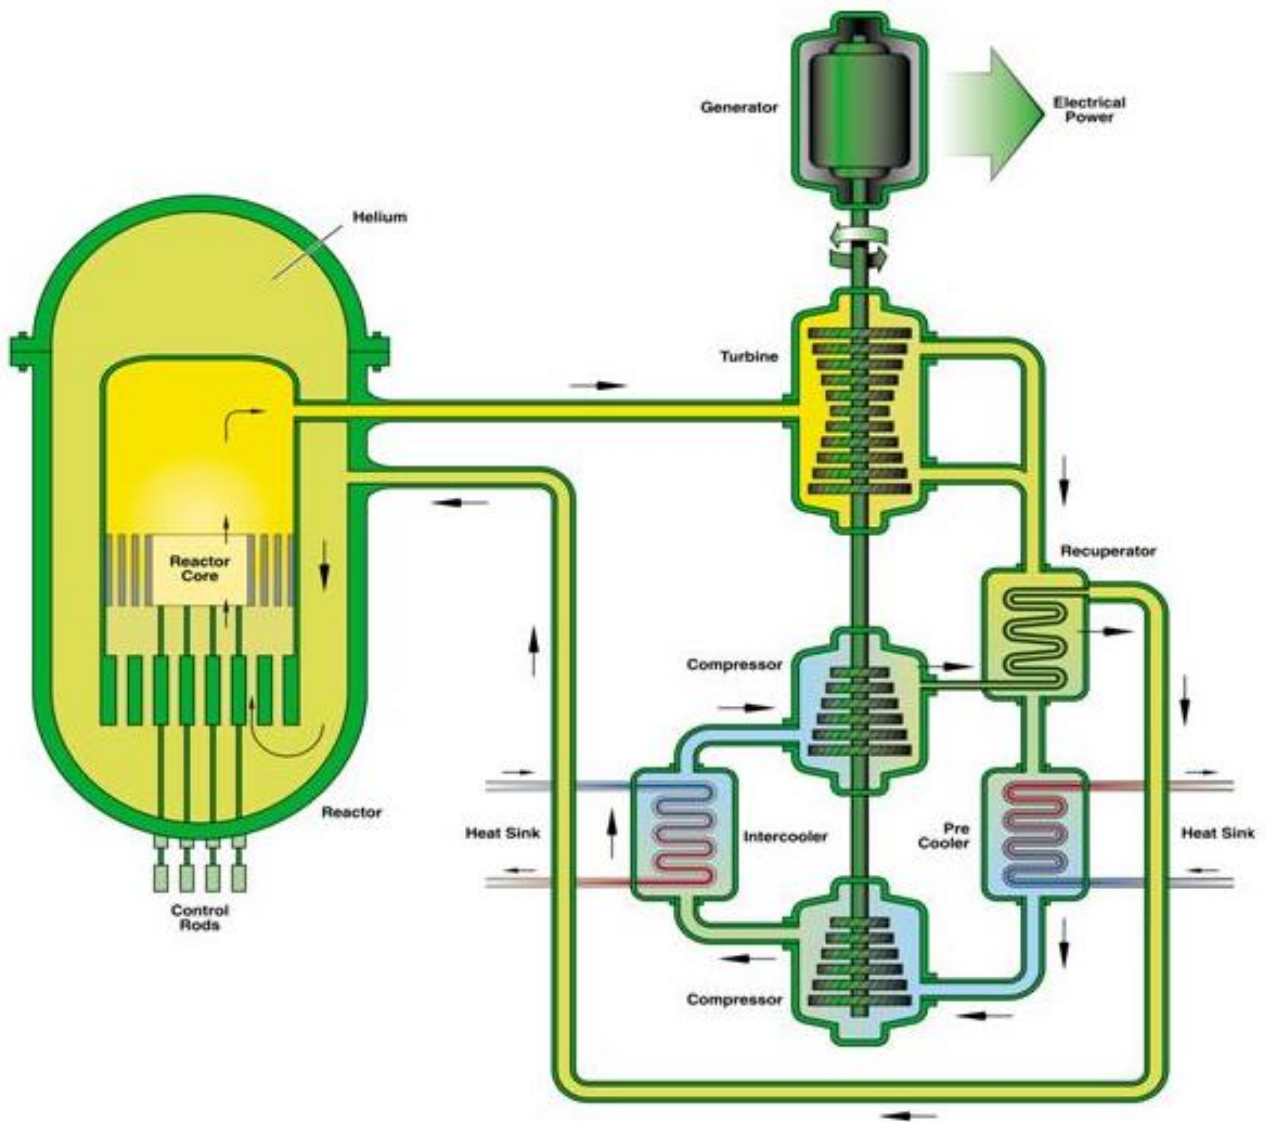 Generator
Electrical
Power
Helium
Turbine
Recuperator
Reactor
Core
Compressor
Reactor
Heat Sink
Intercooler
Pre
Cooler
Heat Sink
Control
Rods
Compressor